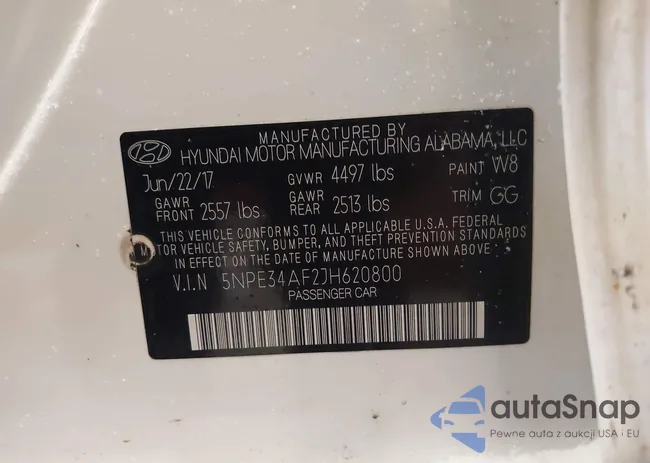 MANUFACTURED BY
HYUNDAI MOTOR MANUFACTURING ALABAMA, LLC
Jun/22/17 GVWR 4497 lbs PAINT W8
GAWR FRONT 2557 lbs GAWR REAR 2513 lbs TRIM GG
THIS VEHICLE CONFORMS TO ALL APPLICABLE U.S.A. FEDERAL
MOTOR VEHICLE SAFETY, BUMPER, AND THEFT PREVENTION STANDARDS
IN EFFECT ON THE DATE OF MANUFACTURE SHOWN ABOVE.
V.I.N 5NPE34AF2JH620800
PASSENGER CAR
autoSnap
Pewne auta z aukcji USA i EU